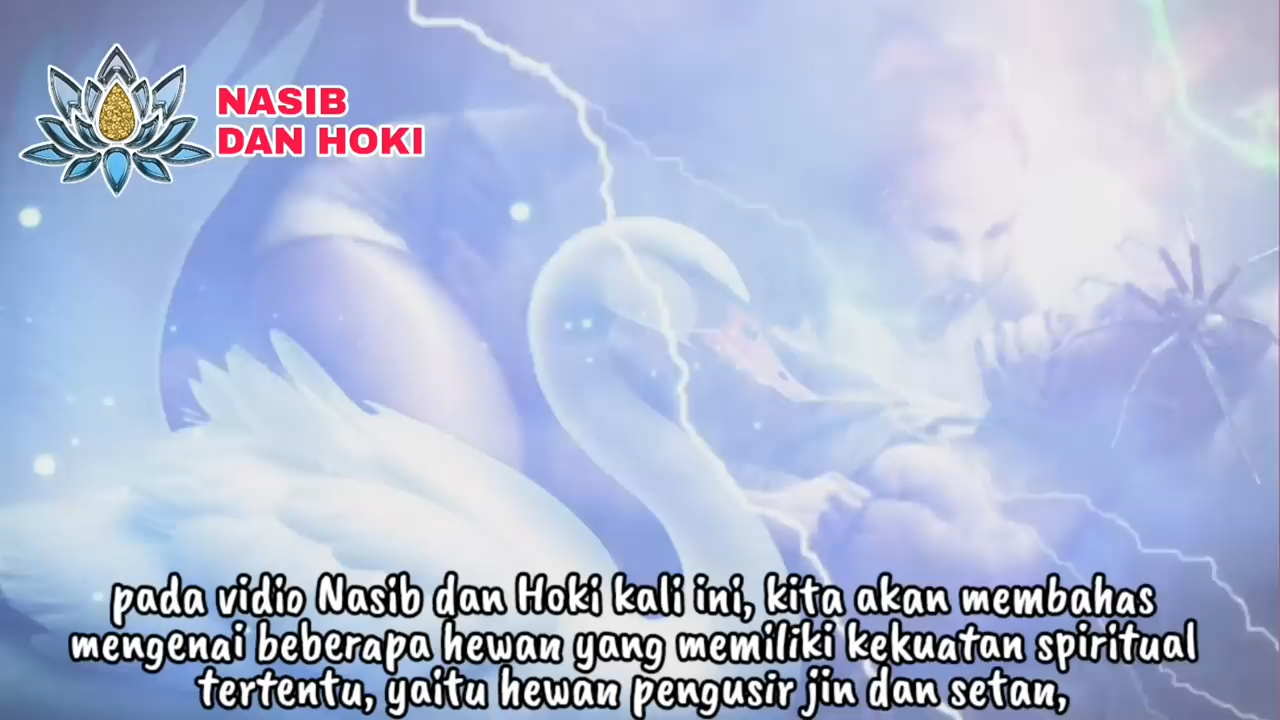 NASIB
DAN HOKI
pada vidio Nasib dan Hoki kali ini, kita akan membahas
mengenai beberapa hewan yang memiliki kekuatan spiritual
tertentu, yaitu hewan pengusir jin dan setan,